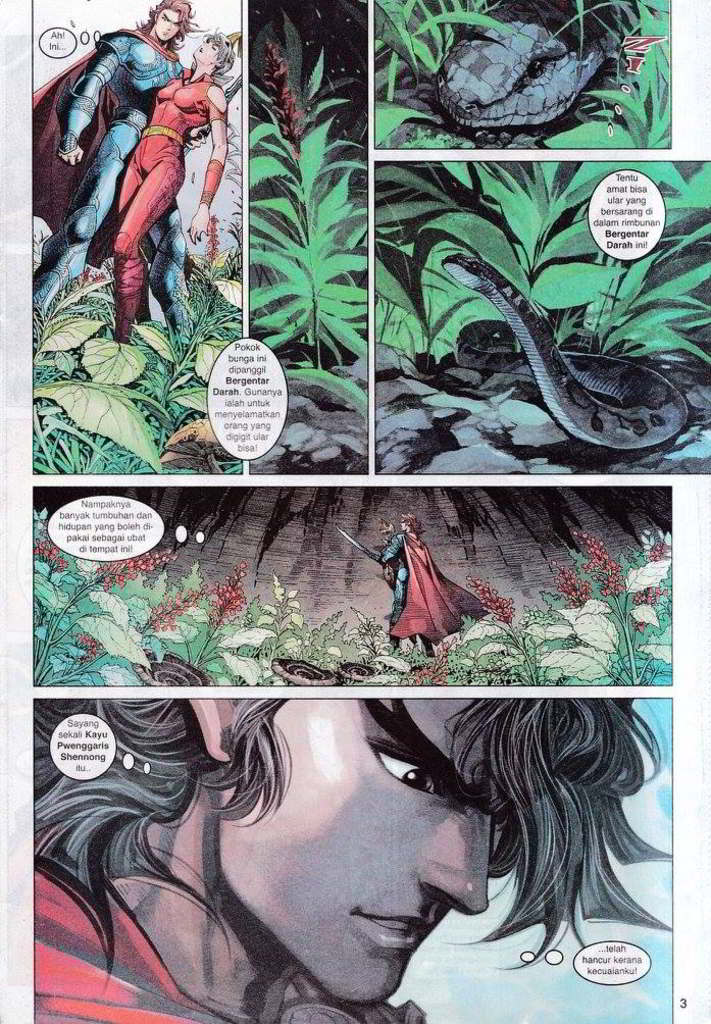 Ah!
Ini...
Pokok
bunga ini
dipanggil
Bergentar
Darah. Gunanya
ialah untuk
menyelamatkan
orang yang
digigit ular
bisa!
Tentu
amat bisa
ular yang
bersarang di
dalam rimbunan
Bergentar
Darah ini!
Nampaknya
banyak tumbuhan dan
hidupan yang boleh di-
pakai sebagai ubat
di tempat ini!
Sayang
sekali Kayu
Pwenggaris
Shennong
itu..
...telah
hancur kerana
kecuaianku!
3